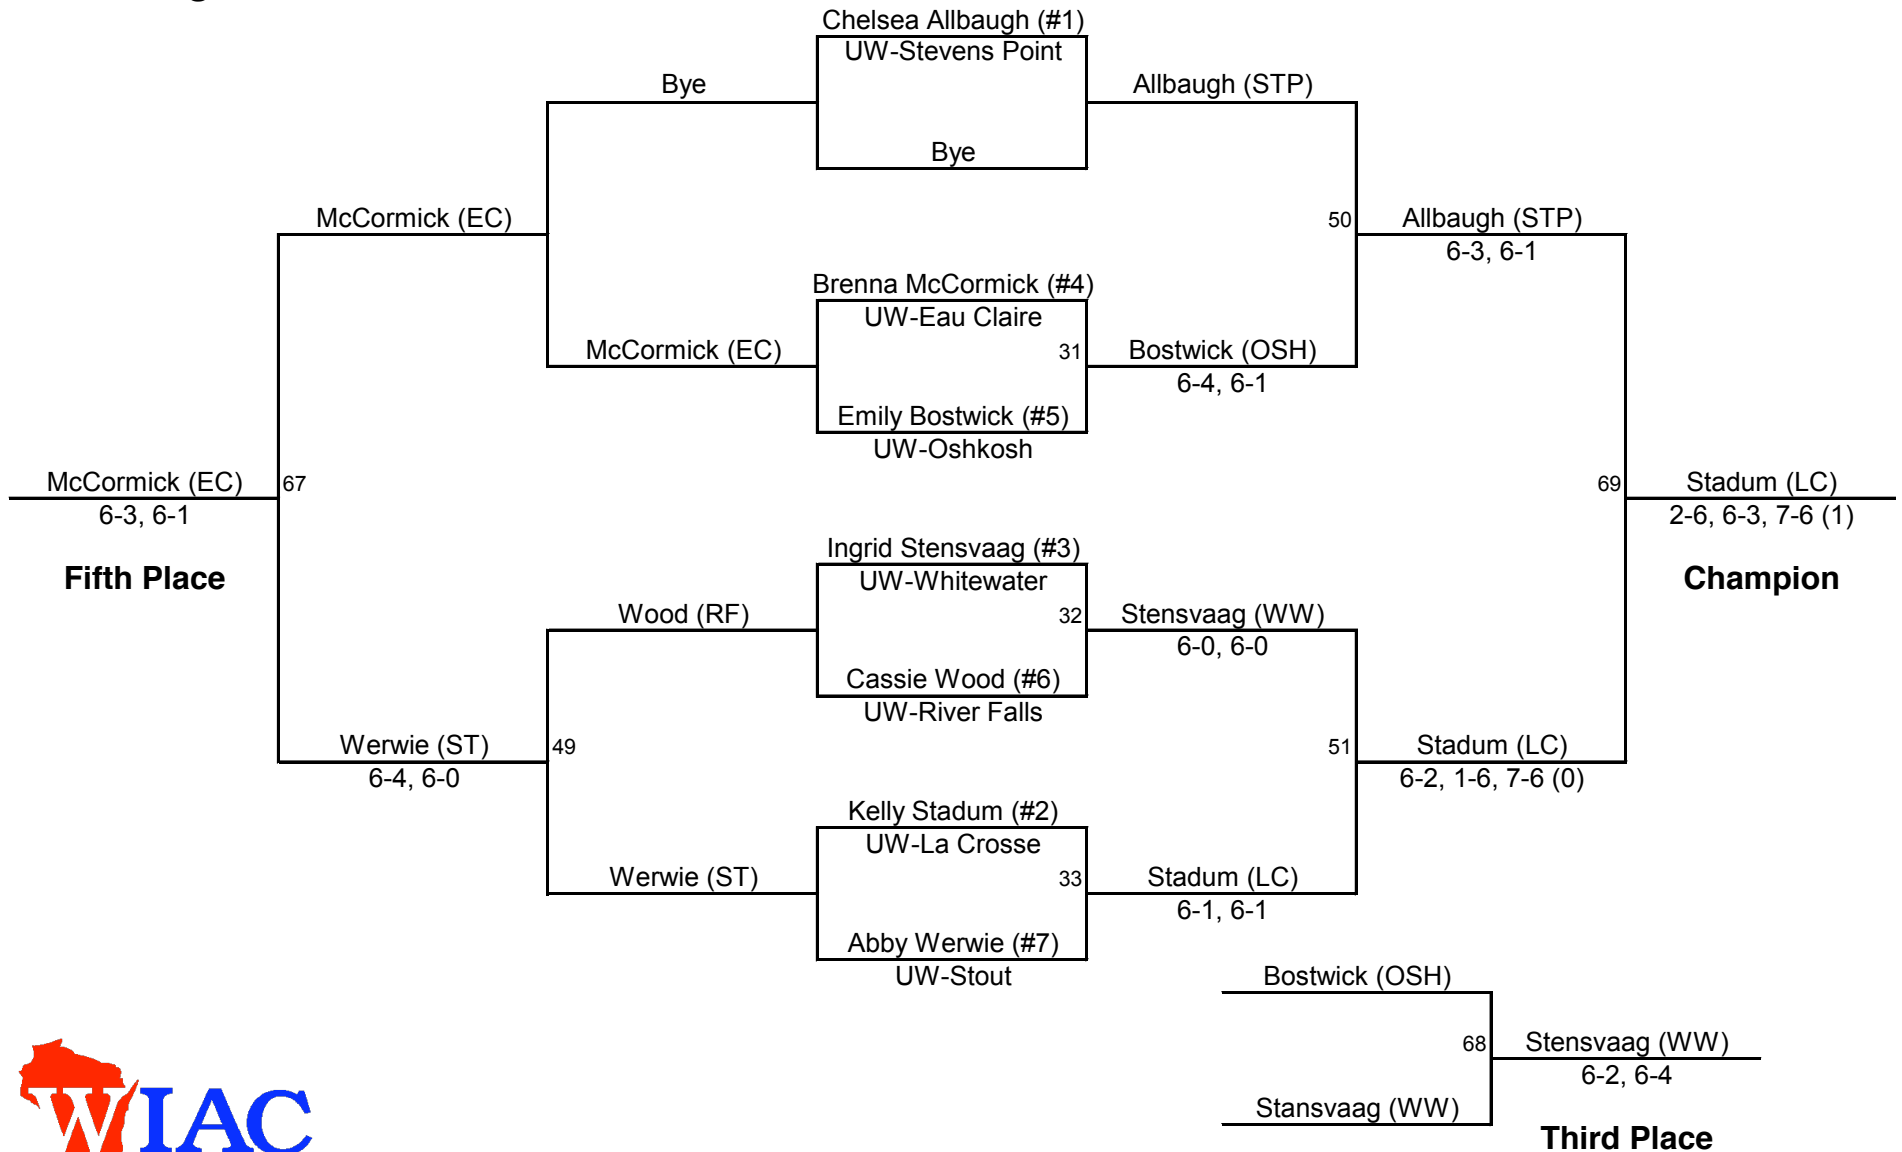 Chelsea Allbaugh (#1)
UW-Stevens Point
Bye
Allbaugh (STP)
Bye
McCormick (EC)
50
Allbaugh (STP)
6-3, 6-1
Brenna McCormick (#4)
UW-Eau Claire
McCormick (EC)
31
Bostwick (OSH)
6-4, 6-1
Emily Bostwick (#5)
UW-Oshkosh
McCormick (EC)
67
6-3, 6-1
69
Stadum (LC)
2-6, 6-3, 7-6 (1)
Fifth Place
Champion
Ingrid Stensvaag (#3)
UW-Whitewater
Wood (RF)
32
Stensvaag (WW)
6-0, 6-0
Cassie Wood (#6)
UW-River Falls
Werwie (ST)
49
6-4, 6-0
51
Stadum (LC)
6-2, 1-6, 7-6 (0)
Kelly Stadum (#2)
UW-La Crosse
Werwie (ST)
33
Stadum (LC)
6-1, 6-1
Abby Werwie (#7)
UW-Stout
Bostwick (OSH)
68
Stensvaag (WW)
6-2, 6-4
Stansvaag (WW)
Third Place
WIAC